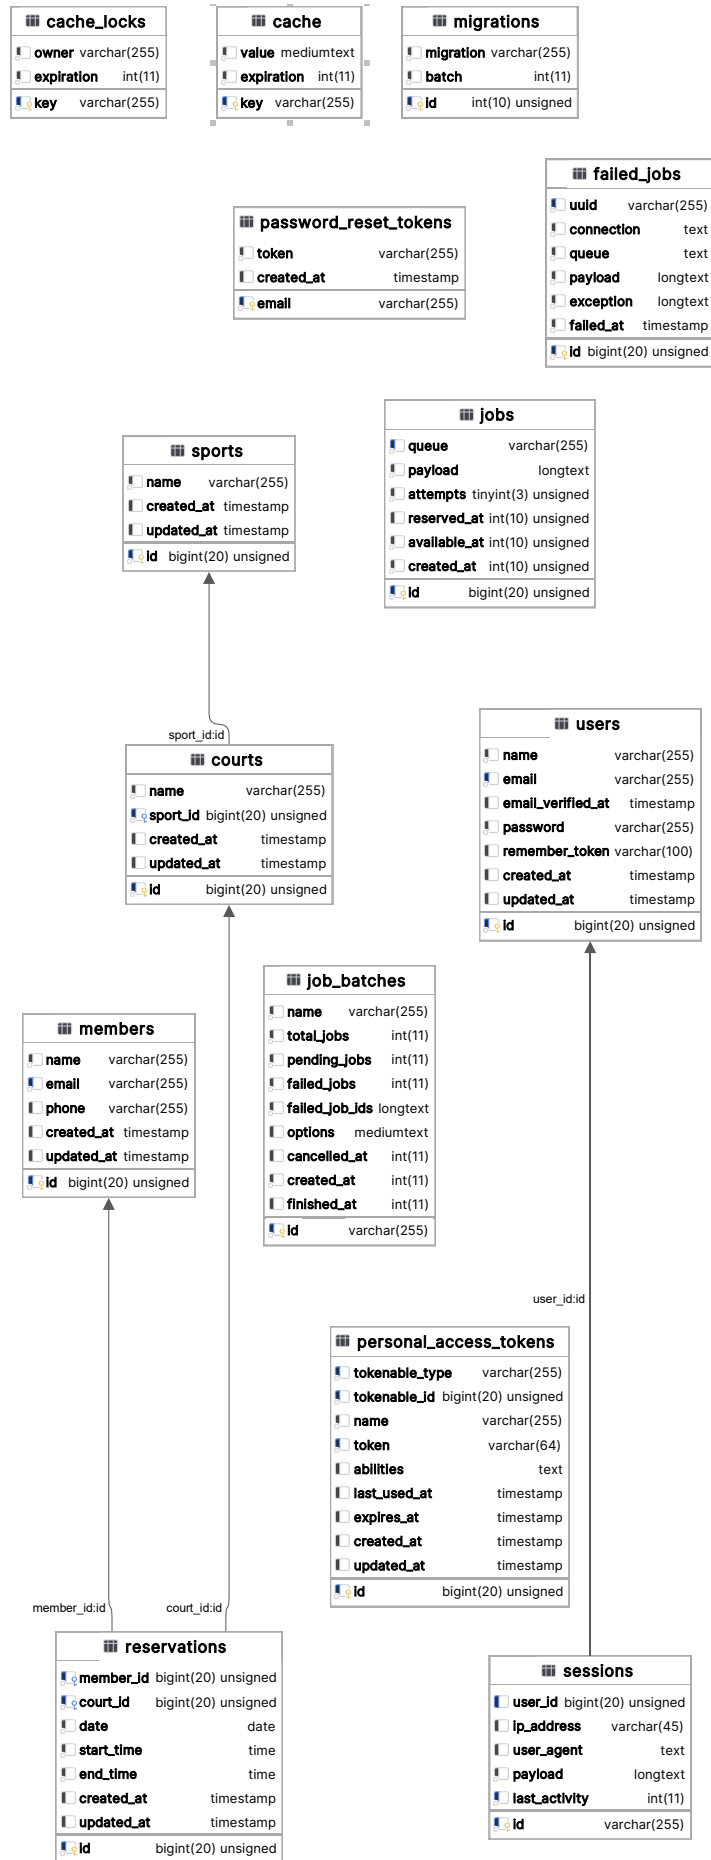 cache_locks
owner varchar(255)
expiration int(11)
key varchar(255)
cache
value mediumtext
expiration int(11)
key varchar(255)
migrations
migration varchar(255)
batch int(11)
id int(10) unsigned
failed_jobs
uuid varchar(255)
connection text
queue text
payload longtext
exception longtext
failed_at timestamp
id bigint(20) unsigned
password_reset_tokens
token varchar(255)
created_at timestamp
email varchar(255)
jobs
queue varchar(255)
payload longtext
attempts tinyint(3) unsigned
reserved_at int(10) unsigned
available_at int(10) unsigned
created_at int(10) unsigned
id bigint(20) unsigned
sports
name varchar(255)
created_at timestamp
updated_at timestamp
id bigint(20) unsigned
sport_id:id
courts
name varchar(255)
sport_id bigint(20) unsigned
created_at timestamp
updated_at timestamp
id bigint(20) unsigned
users
name varchar(255)
email varchar(255)
email_verified_at timestamp
password varchar(255)
remember_token varchar(100)
created_at timestamp
updated_at timestamp
id bigint(20) unsigned
job_batches
name varchar(255)
total_jobs int(11)
pending_jobs int(11)
failed_jobs int(11)
failed_job_ids longtext
options mediumtext
cancelled_at int(11)
created_at int(11)
finished_at int(11)
id varchar(255)
members
name varchar(255)
email varchar(255)
phone varchar(255)
created_at timestamp
updated_at timestamp
id bigint(20) unsigned
user_id:id
personal_access_tokens
tokenable_type varchar(255)
tokenable_id bigint(20) unsigned
name varchar(255)
token varchar(64)
abilities text
last_used_at timestamp
expires_at timestamp
created_at timestamp
updated_at timestamp
id bigint(20) unsigned
member_id:id
court_id:id
reservations
member_id bigint(20) unsigned
court_id bigint(20) unsigned
date date
start_time time
end_time time
created_at timestamp
updated_at timestamp
id bigint(20) unsigned
sessions
user_id bigint(20) unsigned
ip_address varchar(45)
user_agent text
payload longtext
last_activity int(11)
id varchar(255)